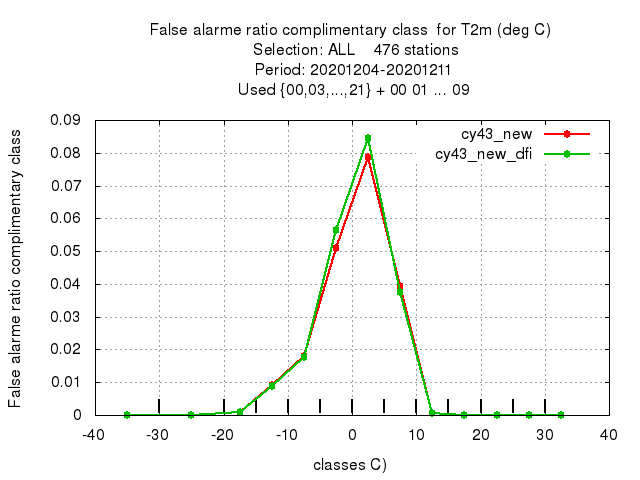 False alarme ratio complimentary class for T2m (deg C)
Selection: ALL 476 stations
Period: 20201204-20201211
Used {00,03,...,21} + 00 01 ... 09
cy43_new
cy43_new_dfi
False alarme ratio complimentary class
0.09
0.08
0.07
0.06
0.05
0.04
0.03
0.02
0.01
0
-40 -30 -20 -10 0 10 20 30 40
classes C)